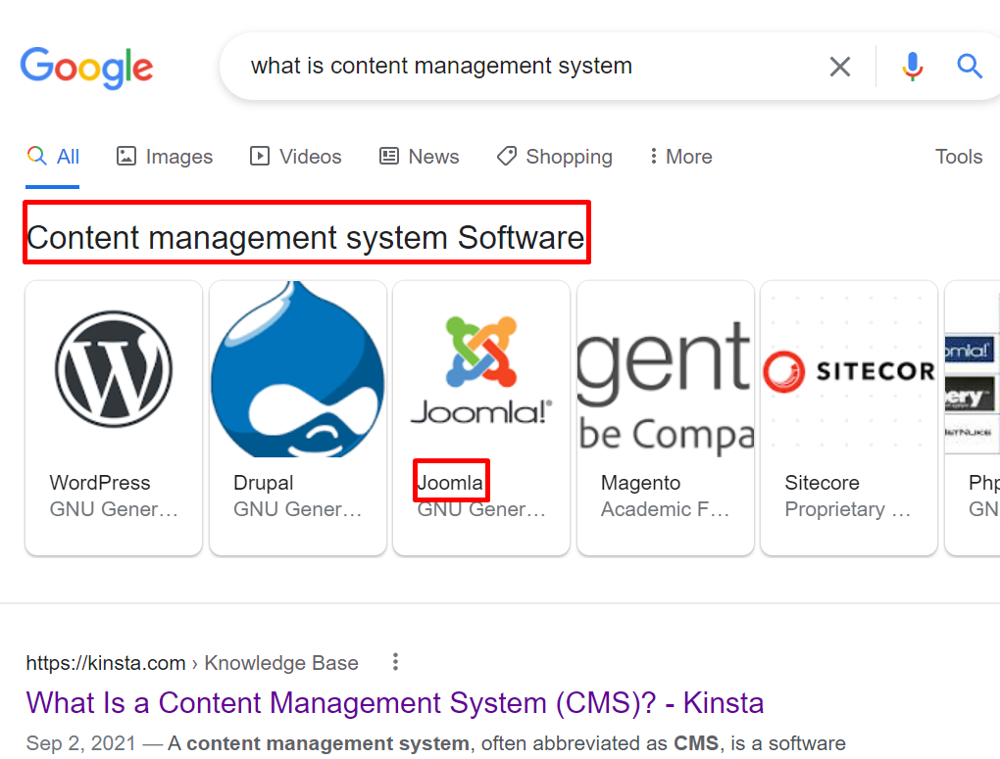 Google
what is content management system
All Images Videos News Shopping More Tools
Content management system Software
W
Joomla!®
gent
be Compa
SITECOR
omla!
ery
ETNUKE
WordPress Drupal Joomla Magento Sitecore Php
GNU Gener... GNU Gener... GNU Gener... Academic F... Proprietary ... GN
https://kinsta.com › Knowledge Base
What Is a Content Management System (CMS)? - Kinsta
Sep 2, 2021 — A content management system, often abbreviated as CMS, is a software